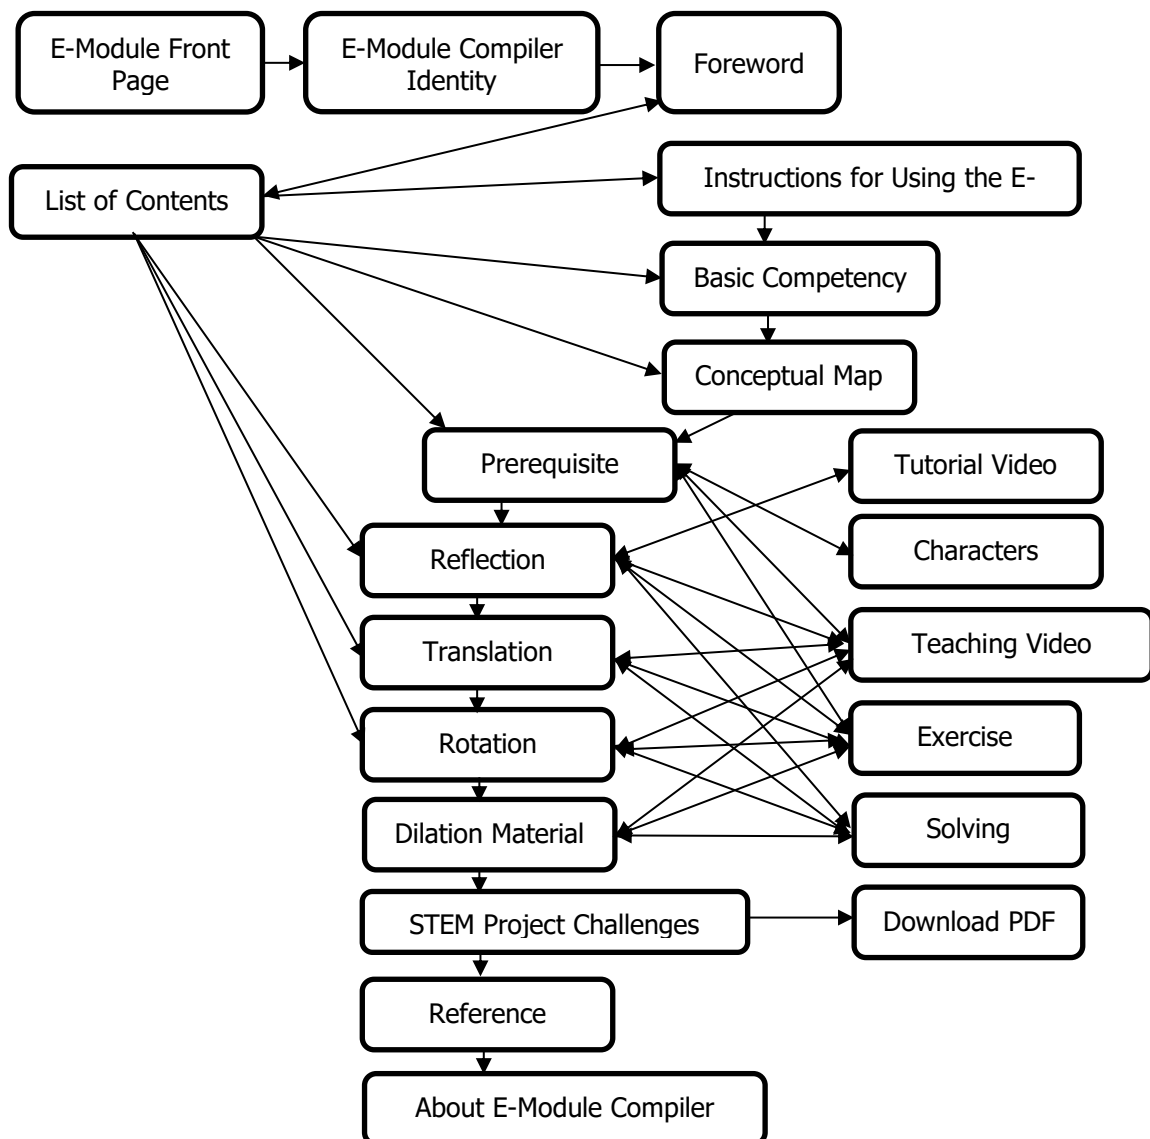 E-Module Front
Page
E-Module Compiler
Identity
Foreword
List of Contents
Instructions for Using the E-
Basic Competency
Conceptual Map
Prerequisite
Tutorial Video
Characters
Reflection
Teaching Video
Translation
Exercise
Rotation
Solving
Dilation Material
STEM Project Challenges
Download PDF
Reference
About E-Module Compiler